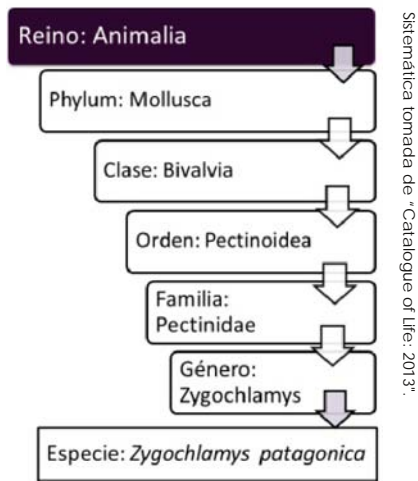 Reino: Animalia
Phylum: Mollusca
Clase: Bivalvia
Orden: Pectinoidea
Familia:
Pectinidae
Género:
Zygochlamys
Especie: Zygochlamys patagonica
Sistemática tomada de "Catalogue of Life: 2013".